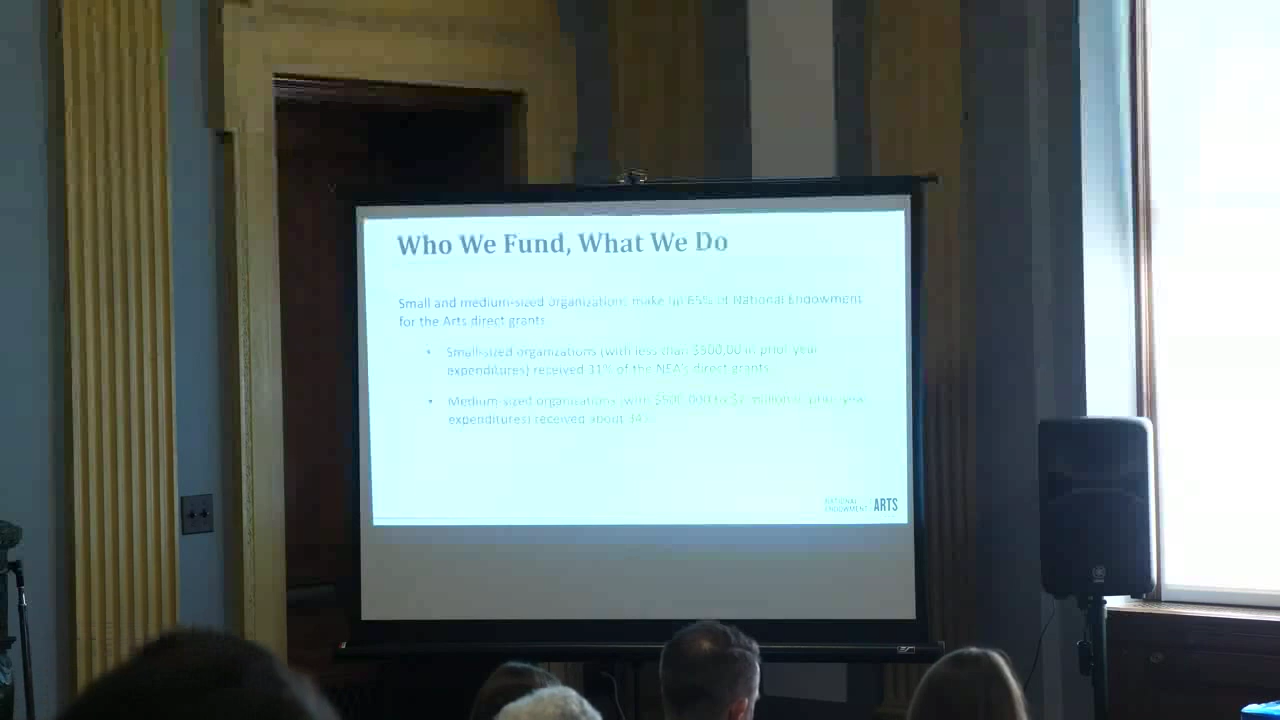 Who We Fund, What We Do
Small and medium-sized organizations make up 65% of National Endowment
for the Arts direct grants
• Small-sized organizations (with less than $500,00 in prior year
expenditures) received 31% of the NEA's direct grants
• Medium-sized organizations (with $500,000 to $2 million in prior year
expenditures) received about 34%
NATIONAL
ENDOWMENT
ARTS